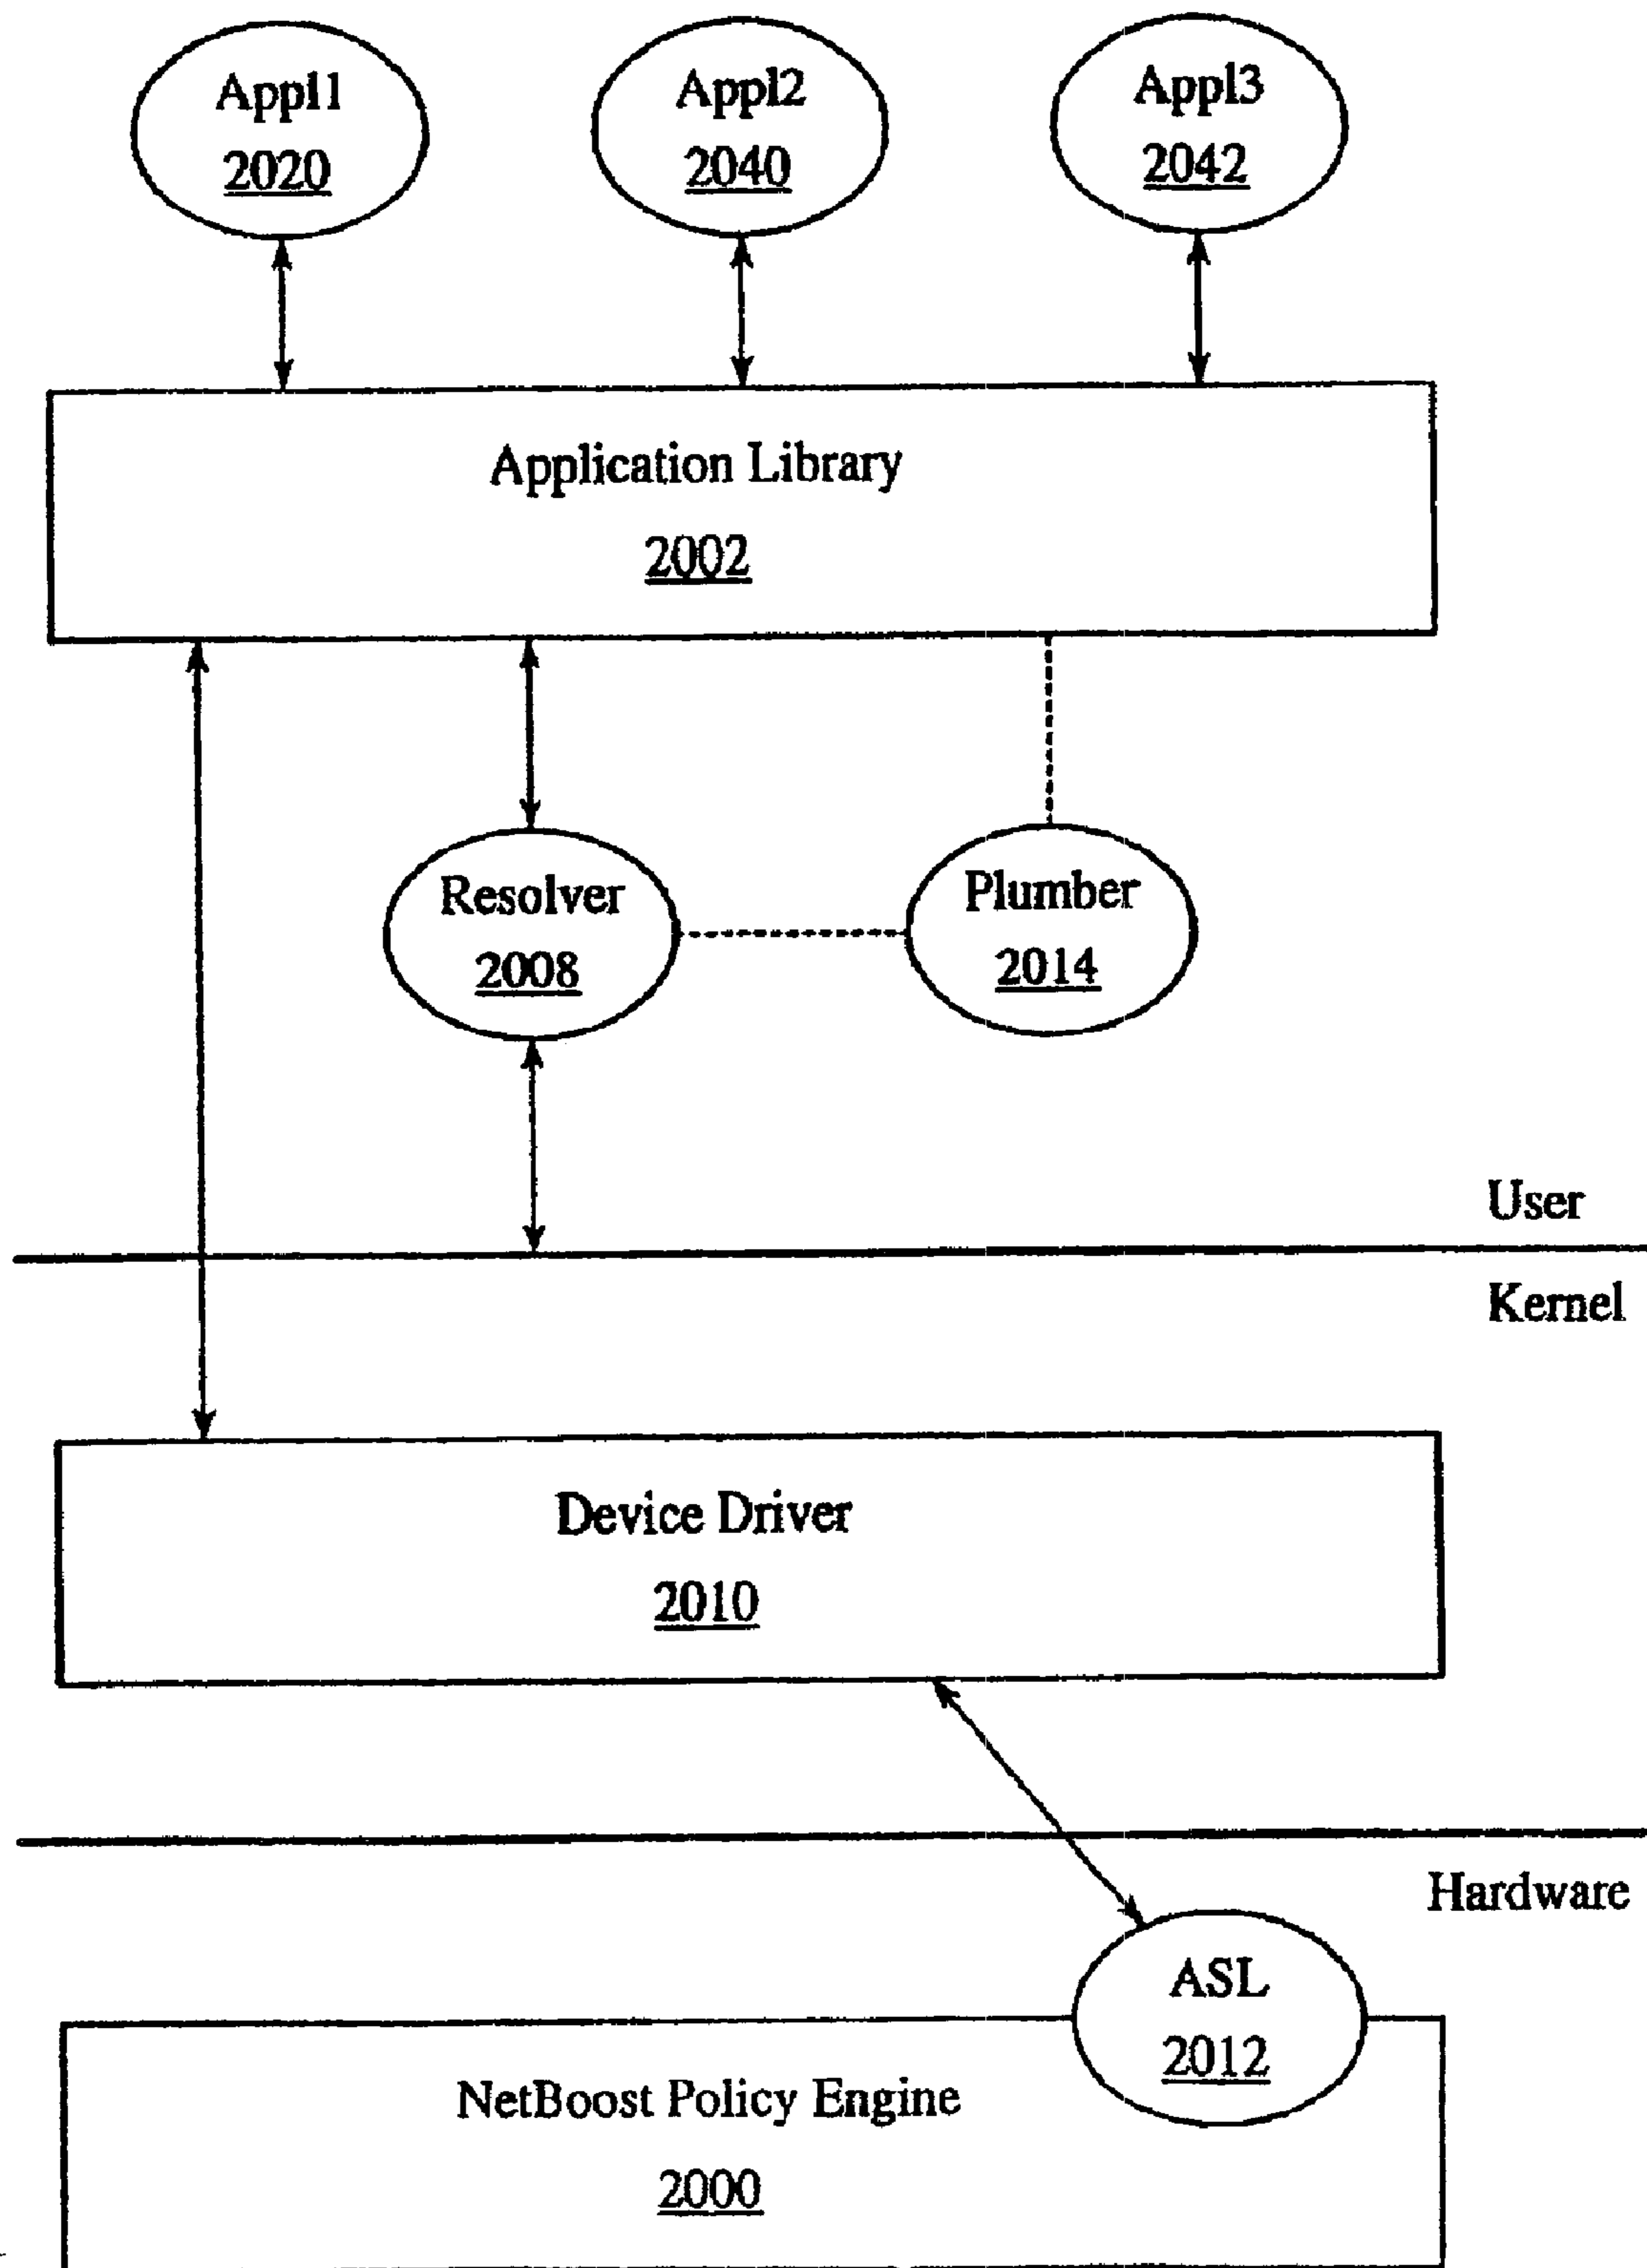 Appl1
2020
Appl2
2040
Appl3
2042
Application Library
2002
Resolver
2008
Plumber
2014
User
Kernel
Device Driver
2010
Hardware
ASL
2012
NetBoost Policy Engine
2000